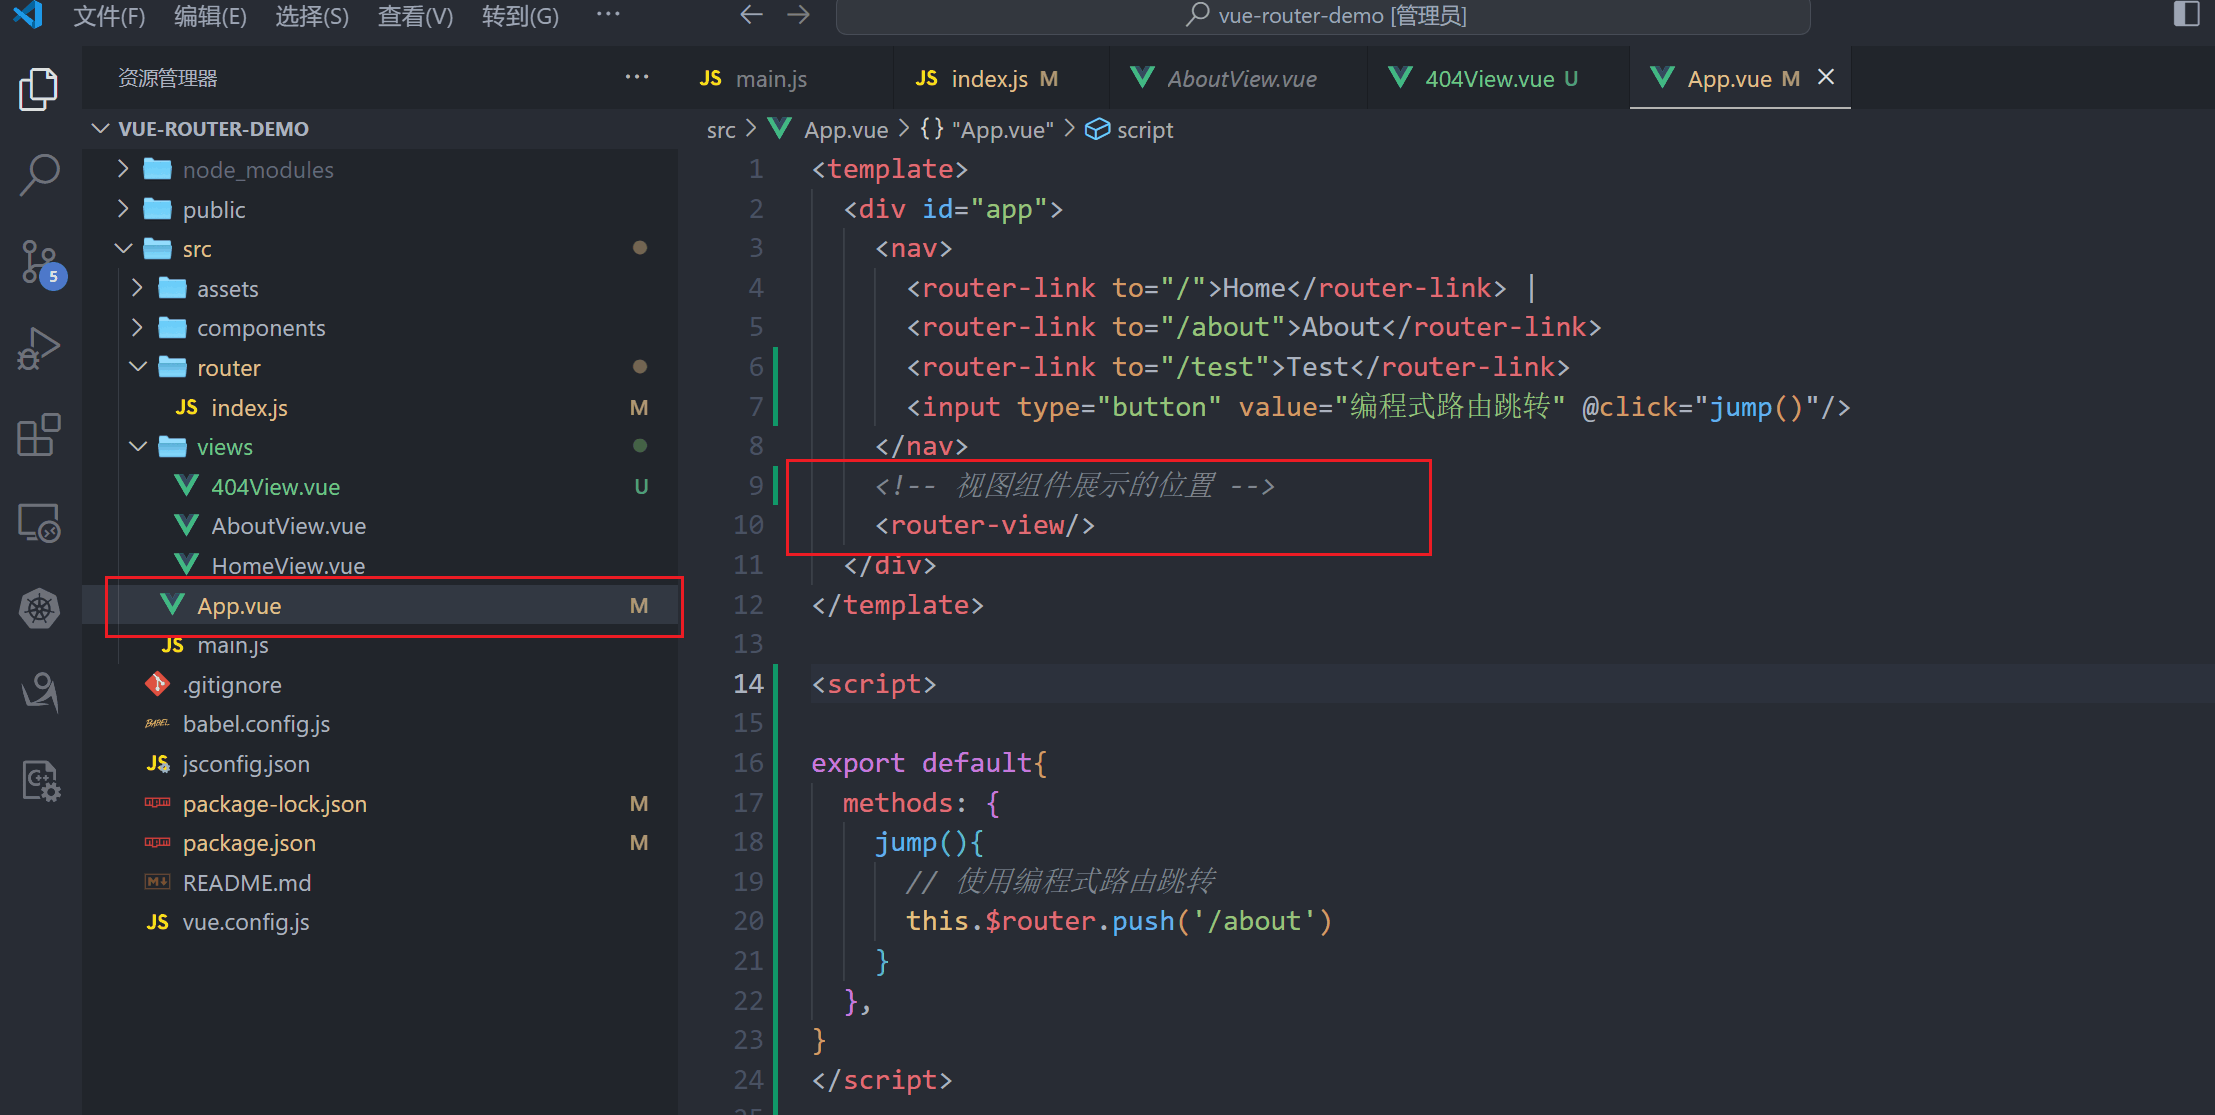 文件(F) 编辑(E) 选择(S) 查看(V) 转到(G) ··· vue-router-demo [管理员]
资源管理器 ···
VUE-ROUTER-DEMO
node_modules
public
src
assets
components
router
JS index.js M
views
404View.vue U
AboutView.vue
HomeView.vue
App.vue M
JS main.js
.gitignore
BABEL babel.config.js
JS jsconfig.json
package-lock.json M
package.json M
README.md
JS vue.config.js
5
JS main.js JS index.js M AboutView.vue 404View.vue U App.vue M
src > App.vue > {} "App.vue" > script
1 <template>
2 <div id="app">
3 <nav>
4 <router-link to="/">Home</router-link> |
5 <router-link to="/about">About</router-link>
6 <router-link to="/test">Test</router-link>
7 <input type="button" value="编程式路由跳转" @click="jump()"/>
8 </nav>
9 <!-- 视图组件展示的位置 -->
10 <router-view/>
11 </div>
12 </template>
13
14 <script>
15
16 export default{
17 methods: {
18 jump(){
19 // 使用编程式路由跳转
20 this.$router.push('/about')
21 }
22 },
23 }
24 </script>
25